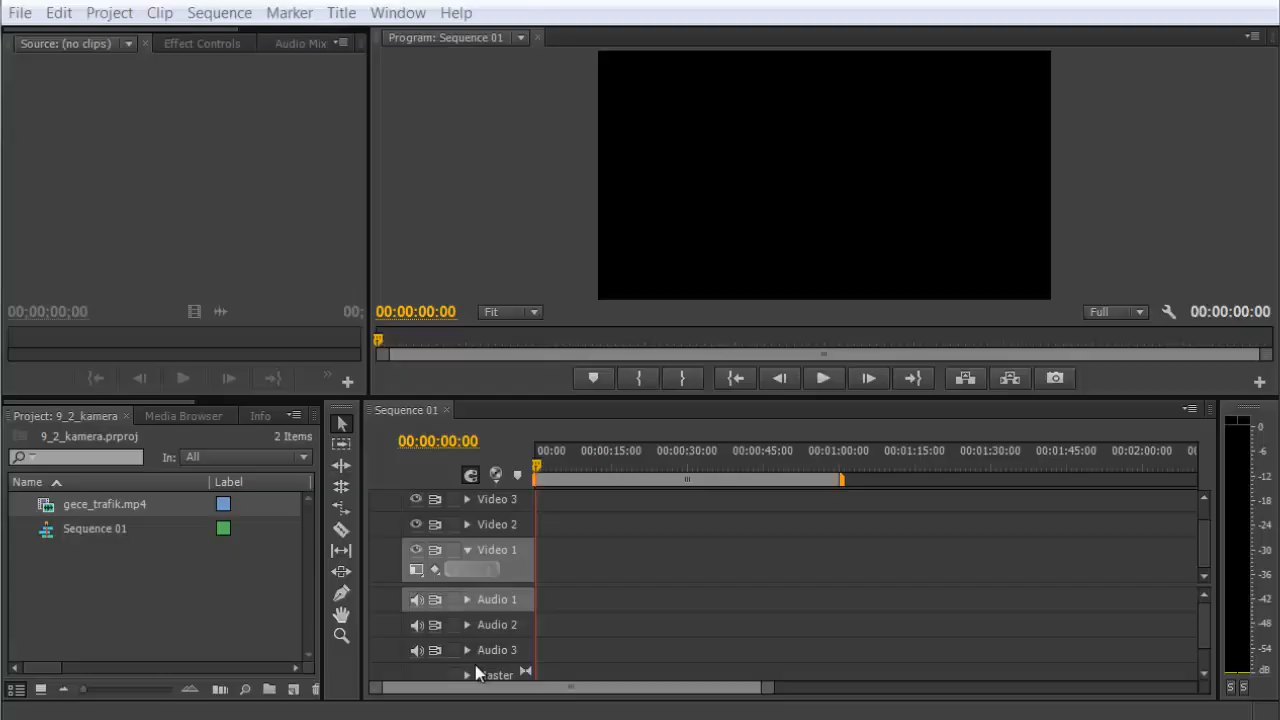 File Edit Project Clip Sequence Marker Title Window Help
Source: (no clips) Effect Controls Audio Mix
Program: Sequence 01
00;00;00;00 00;
00:00:00:00 Fit Full 00:00:00:00
Project: 9_2_kamera Media Browser Info
9_2_kamera.prproj 2 Items
In: All
Name Label
gece_trafik.mp4
Sequence 01
Sequence 01
00:00:00:00
00:00 00:00:15:00 00:00:30:00 00:00:45:00 00:01:00:00 00:01:15:00 00:01:30:00 00:01:45:00 00:02:00:00 00
Video 3
Video 2
Video 1
Audio 1
Audio 2
Audio 3
0
-6
-12
-18
-24
-30
-36
-42
-48
-54
dB
S S